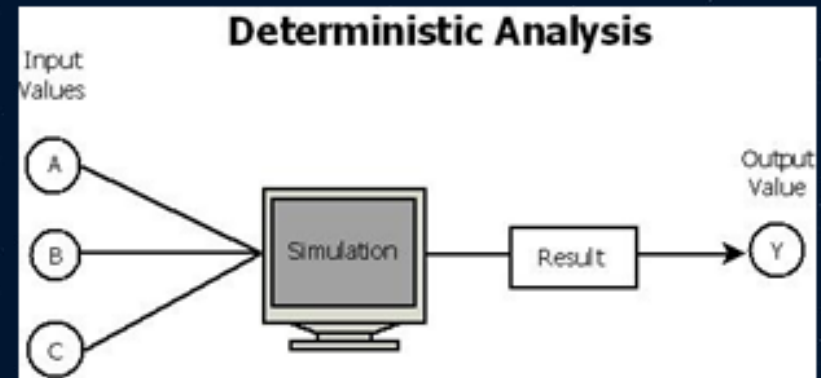 Deterministic Analysis
Input
Values
A
B
C
Simulation
Result
Output
Value
Y